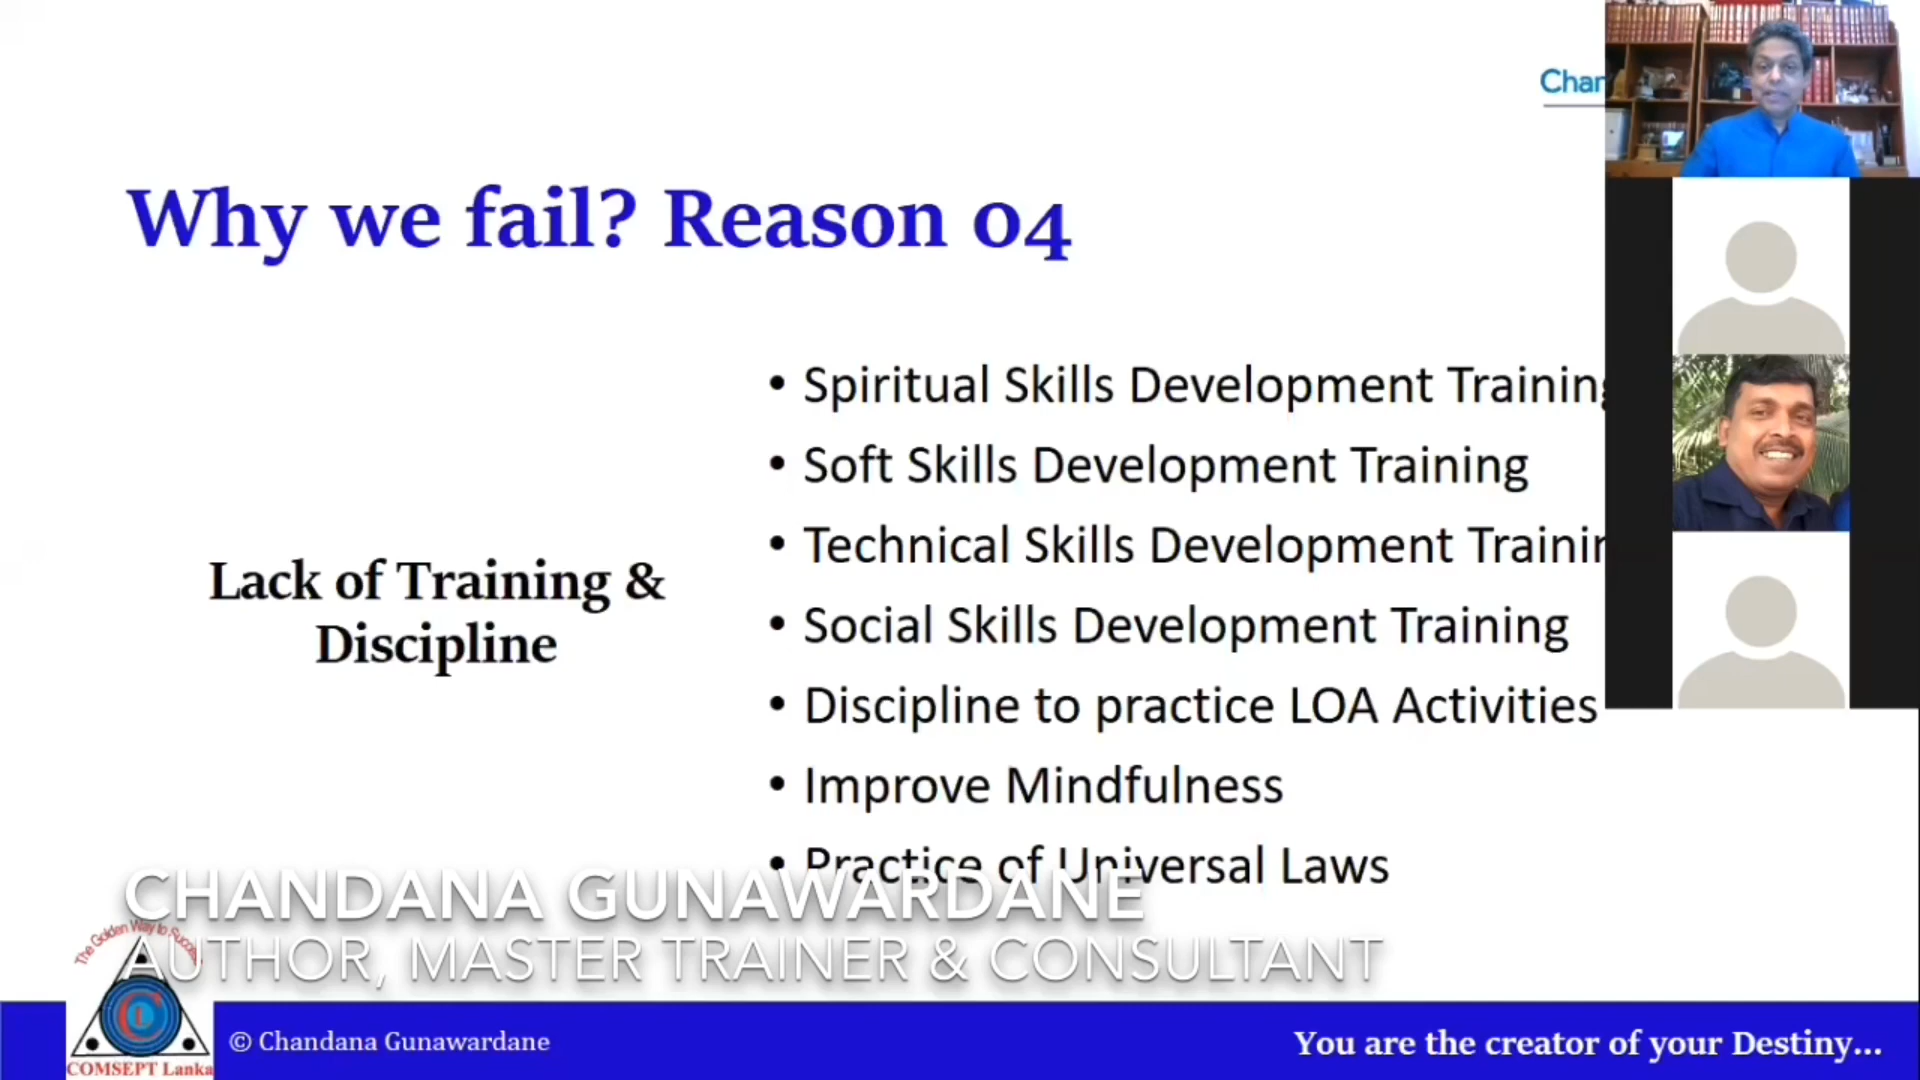 Char
Why we fail? Reason 04
Lack of Training &
Discipline
• Spiritual Skills Development Training
• Soft Skills Development Training
• Technical Skills Development Trainin
• Social Skills Development Training
• Discipline to practice LOA Activities
• Improve Mindfulness
• Practice of Universal Laws
CHANDANA GUNAWARDANE
AUTHOR, MASTER TRAINER & CONSULTANT
The Golden Way to Success
COMSEPT Lanka
© Chandana Gunawardane
You are the creator of your Destiny...